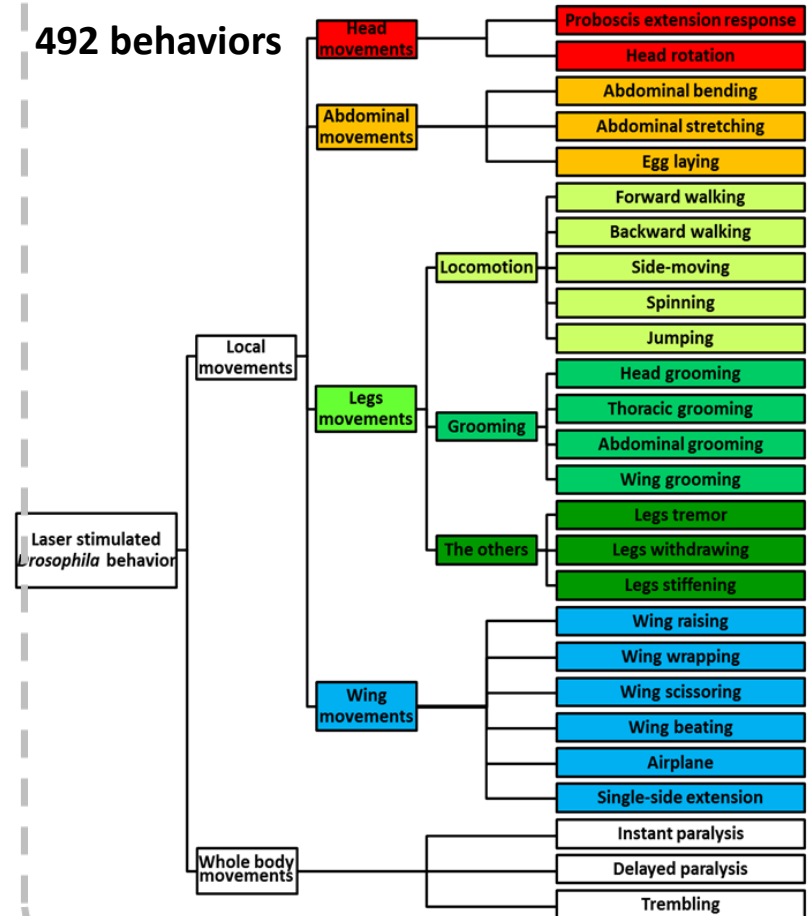 492 behaviors
Head
movements
Proboscis extension response
Head rotation
Abdominal
movements
Abdominal bending
Abdominal stretching
Egg laying
Local
movements
Legs
movements
Locomotion
Forward walking
Backward walking
Side-moving
Spinning
Jumping
Grooming
Head grooming
Thoracic grooming
Abdominal grooming
Wing grooming
The others
Legs tremor
Legs withdrawing
Legs stiffening
Laser stimulated
Drosophila behavior
Wing
movements
Wing raising
Wing wrapping
Wing scissoring
Wing beating
Airplane
Single-side extension
Whole body
movements
Instant paralysis
Delayed paralysis
Trembling